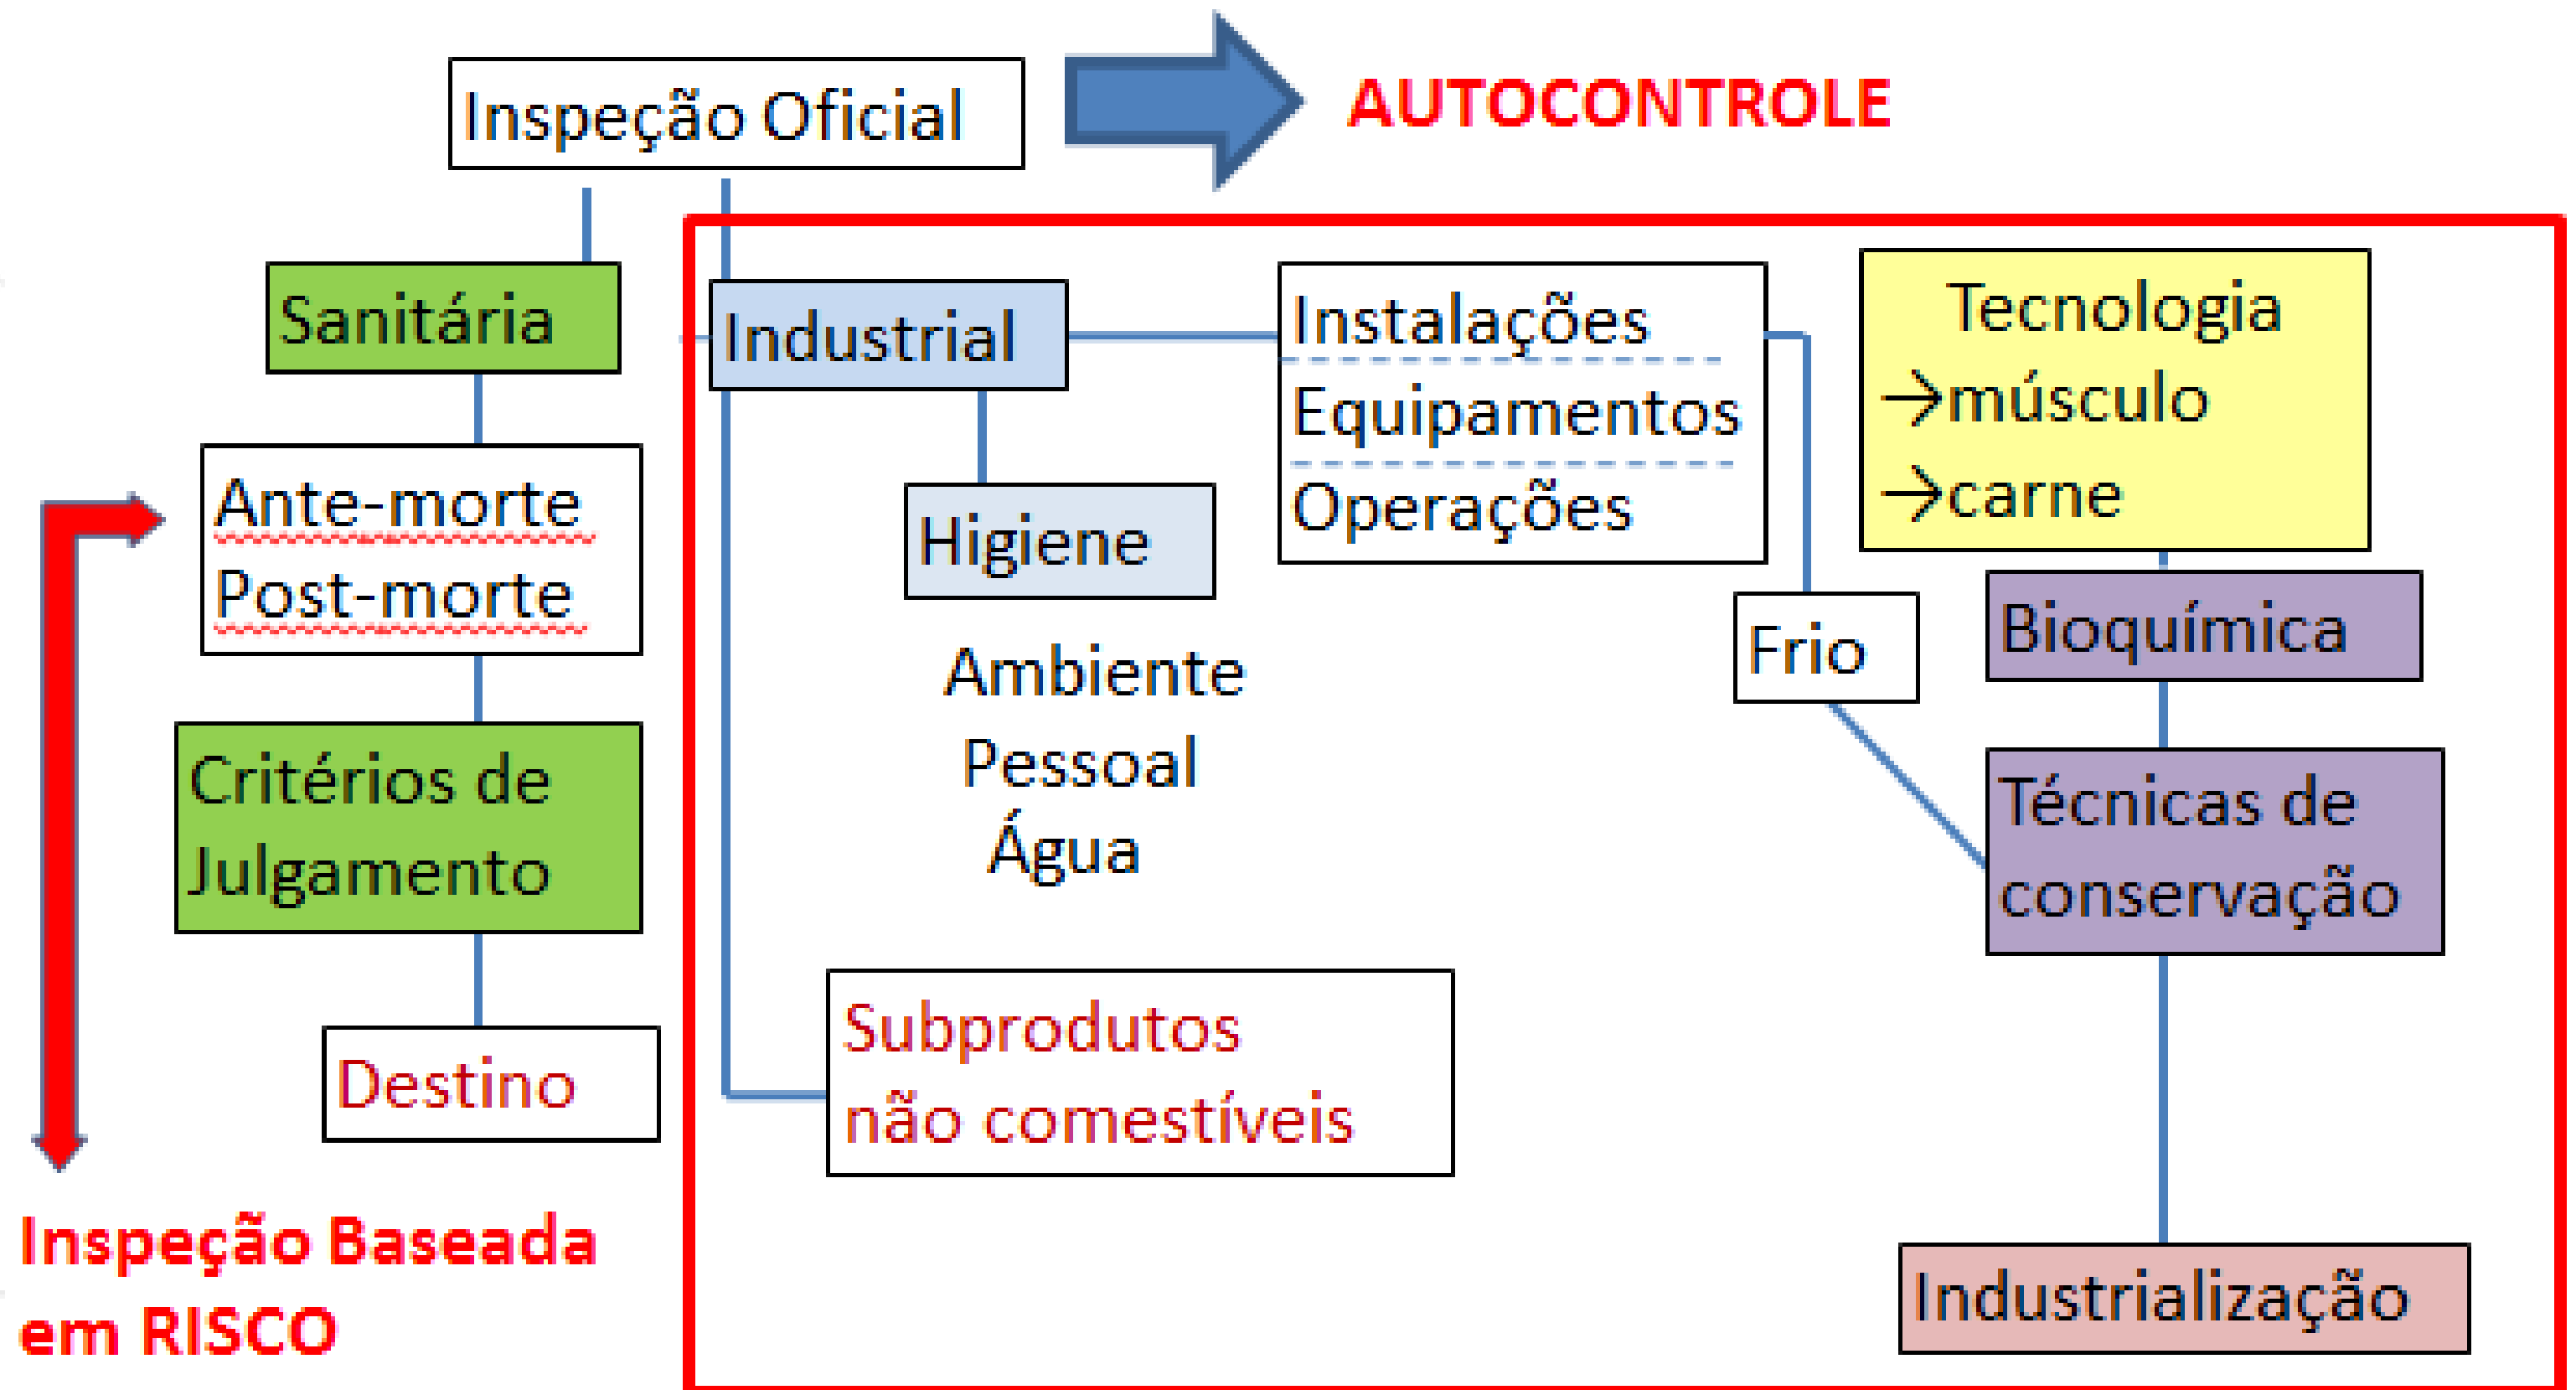 Inspeção Oficial
AUTOCONTROLE
Sanitária
Ante-morte
Post-morte
Critérios de
Julgamento
Destino
Inspeção Baseada
em RISCO
Industrial
Higiene
Ambiente
Pessoal
Água
Subprodutos
não comestíveis
Instalações
Equipamentos
Operações
Frio
Tecnologia
→músculo
→carne
Bioquímica
Técnicas de
conservação
Industrialização